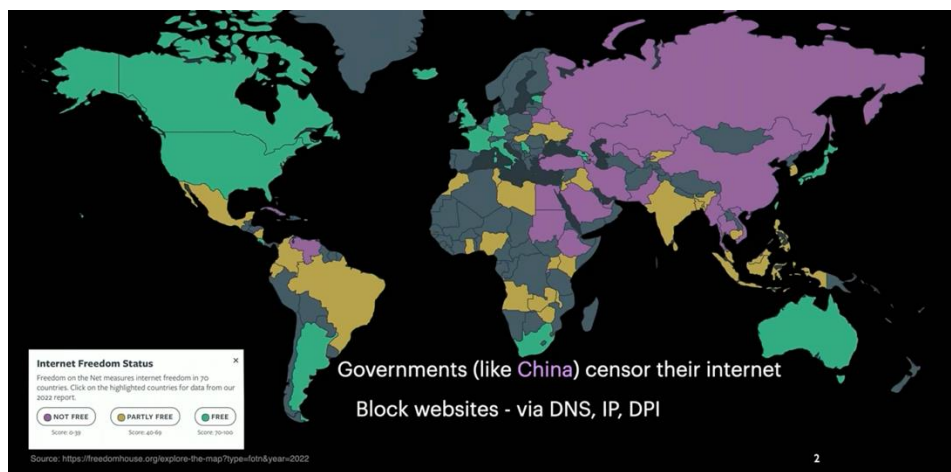 Internet Freedom Status
×
Freedom on the Net measures internet freedom in 70
countries. Click on the highlighted countries for data from our
2022 report.
NOT FREE PARTLY FREE FREE
Score: 0-39 Score: 40-69 Score: 70-100
Governments (like China) censor their internet
Block websites - via DNS, IP, DPI
Source: https://freedomhouse.org/explore-the-map?type=fotn&year=2022
2